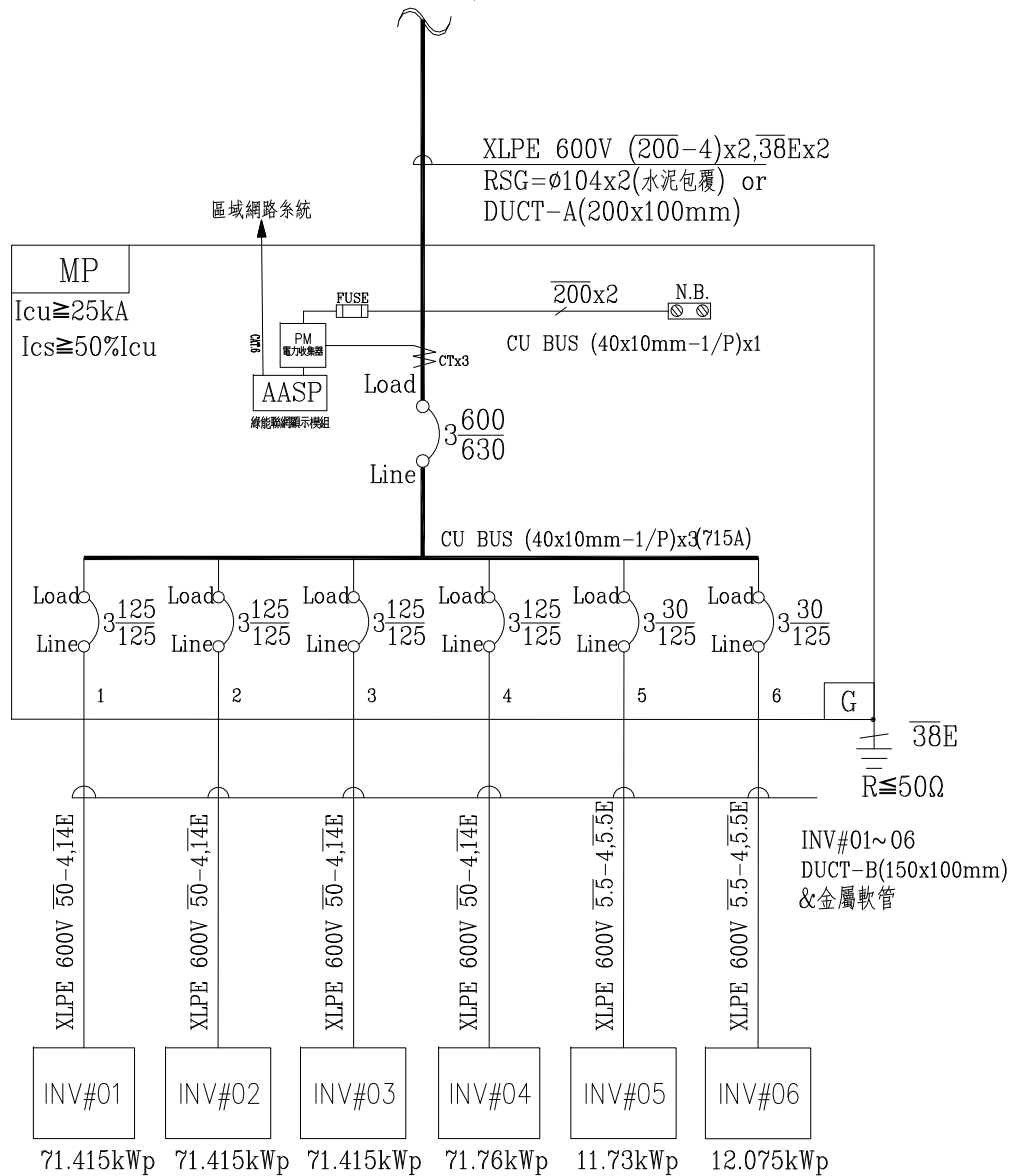 XLPE 600V (200-4)x2,38Ex2
RSG=ø104x2(水泥包覆) or
DUCT-A(200x100mm)
區域網路系統
MP
Icu≧25kA
Ics≧50%Icu
CAT.6
FUSE
200x2
N.B.
PM
電力收集器
CU BUS (40x10mm-1/P)x1
CTx3
AASP
綠能聯網顯示模組
Load
3 600
630
Line
CU BUS (40x10mm-1/P)x3(715A)
Load Load Load Load Load Load
3 125 3 125 3 125 3 125 3 30 3 30
125 125 125 125 125 125
Line Line Line Line Line Line
1 2 3 4 5 6
G
38E
R≦50Ω
INV#01~06
DUCT-B(150x100mm)
&金屬軟管
XLPE 600V 50-4,14E
XLPE 600V 50-4,14E
XLPE 600V 50-4,14E
XLPE 600V 50-4,14E
XLPE 600V 5.5-4,5.5E
XLPE 600V 5.5-4,5.5E
INV#01 INV#02 INV#03 INV#04 INV#05 INV#06
71.415kWp 71.415kWp 71.415kWp 71.76kWp 11.73kWp 12.075kWp